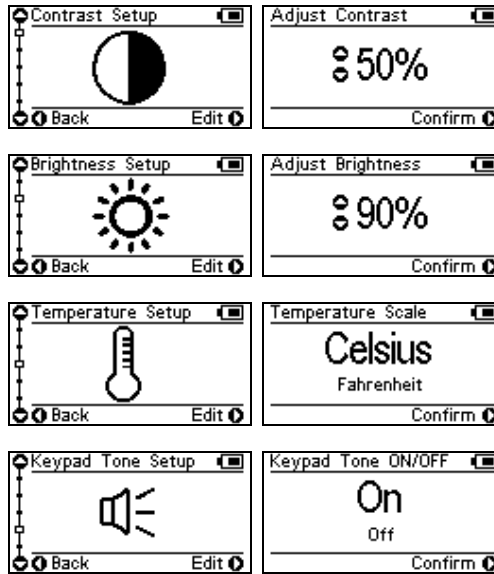 Contrast Setup
Back Edit
Adjust Contrast
50%
Confirm
Brightness Setup
Back Edit
Adjust Brightness
90%
Confirm
Temperature Setup
Back Edit
Temperature Scale
Celsius
Fahrenheit
Confirm
Keypad Tone Setup
Back Edit
Keypad Tone ON/OFF
On
Off
Confirm